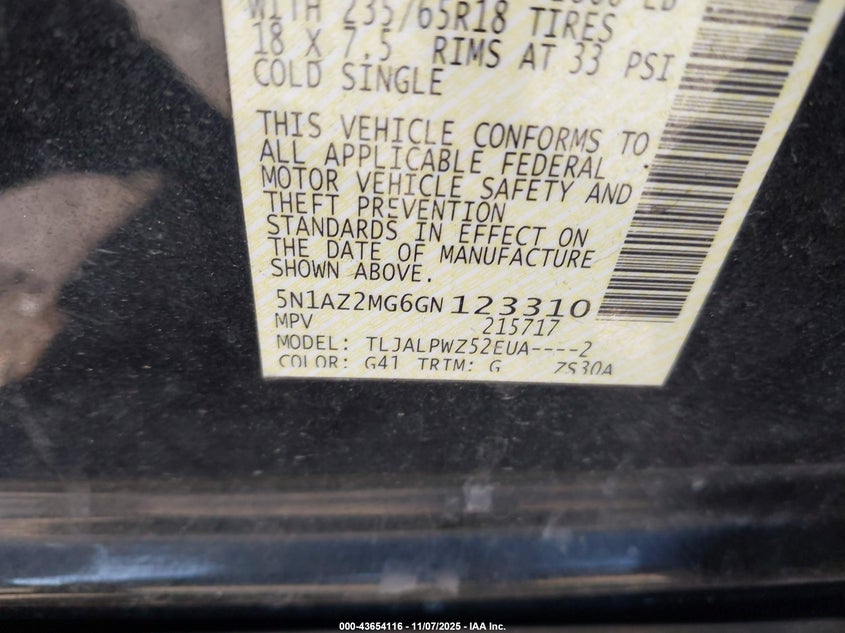 WITH 235/65R18 TIRES
18 X 7.5 RIMS AT 33 PSI
COLD SINGLE
THIS VEHICLE CONFORMS TO
ALL APPLICABLE FEDERAL
MOTOR VEHICLE SAFETY AND
THEFT PREVENTION
STANDARDS IN EFFECT ON
THE DATE OF MANUFACTURE
SHOWN ABOVE.
5N1AZ2MG6GN123310
MPV 215717
MODEL: TLJALPWZ52EUA----2
COLOR: G41 TRIM: G ZS30A
000-43654116 - 11/07/2025 - IAA Inc.